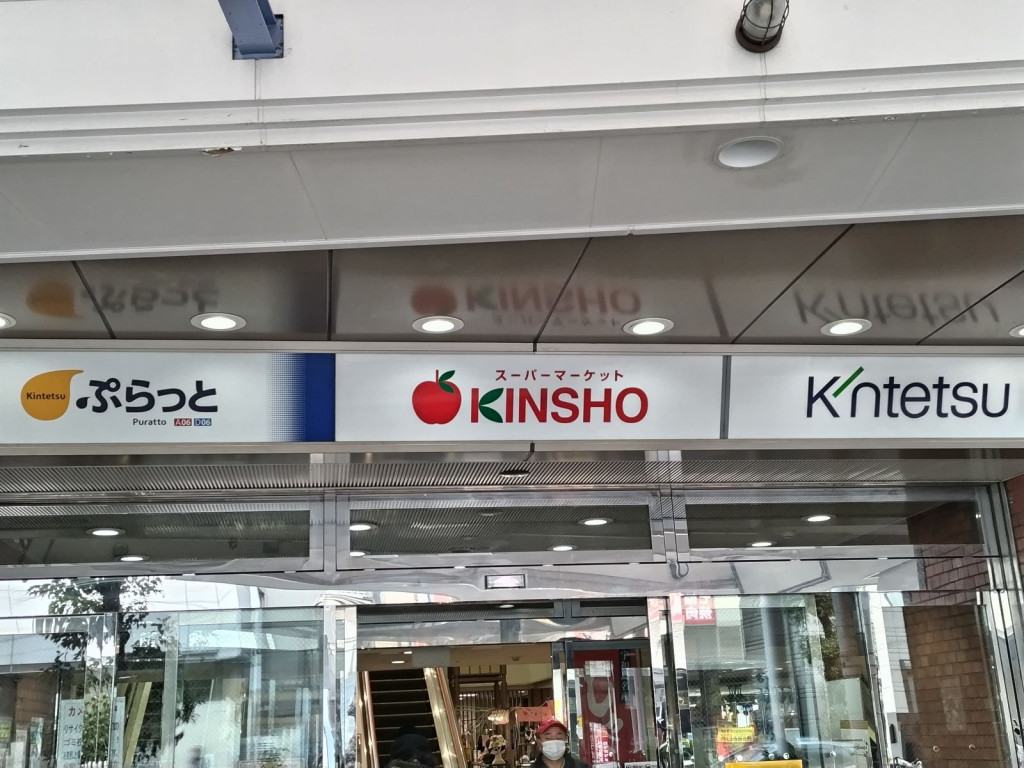 Kintetsu
ぷらっと
Puratto A06 D06
スーパーマーケット
KINSHO
Kintetsu